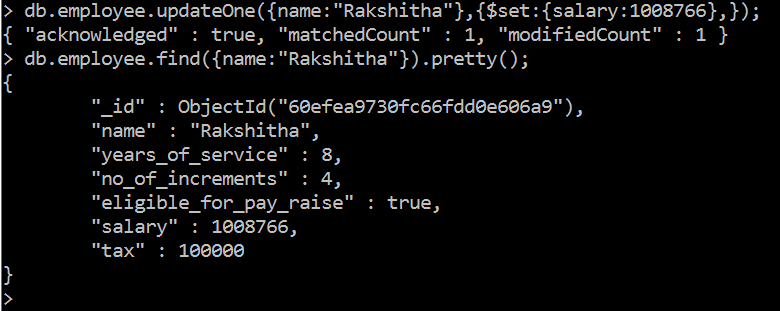 > db.employee.updateOne({name:"Rakshitha"},{$set:{salary:1008766},});
{ "acknowledged" : true, "matchedCount" : 1, "modifiedCount" : 1 }
> db.employee.find({name:"Rakshitha"}).pretty();
{
        "_id" : ObjectId("60efea9730fc66fdd0e606a9"),
        "name" : "Rakshitha",
        "years_of_service" : 8,
        "no_of_increments" : 4,
        "eligible_for_pay_raise" : true,
        "salary" : 1008766,
        "tax" : 100000
}
>